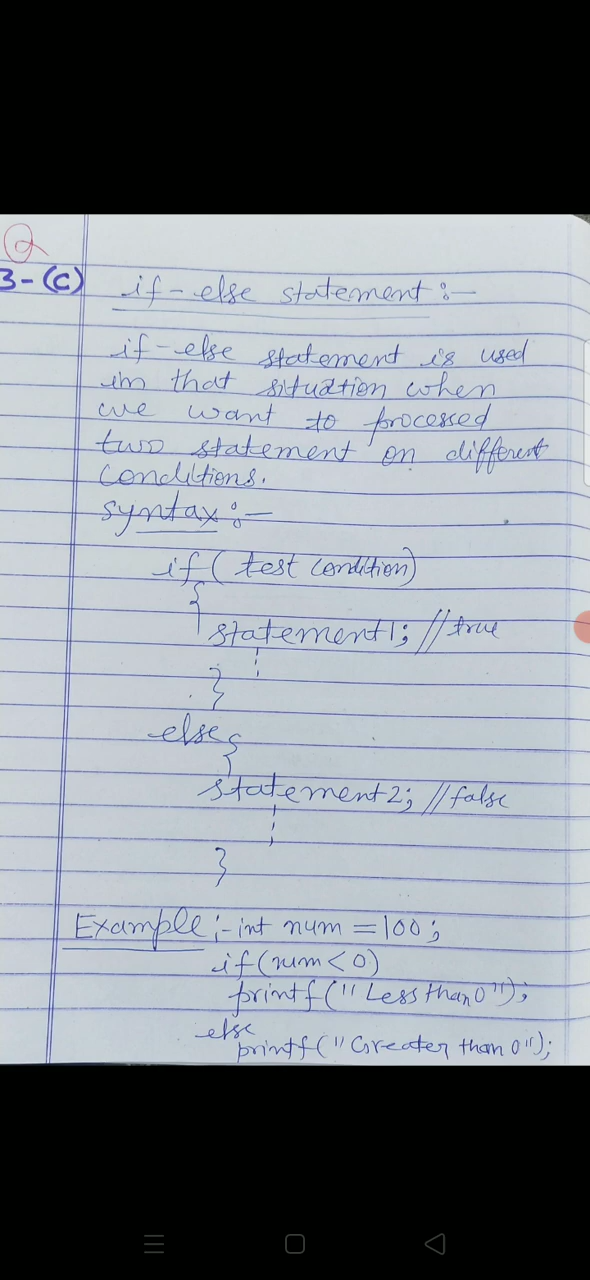 Q
3-(C) if-else statement :-
if-else statement is used
im that situation when
we want to processed
two statement on different
conditions.
syntax :-
if ( test condition)
{
statement1; //true
}
else {
statement2; //false
}
Example :- int num = 100;
if (num < 0)
printf ("Less than 0");
else
printf ("Greater than 0");